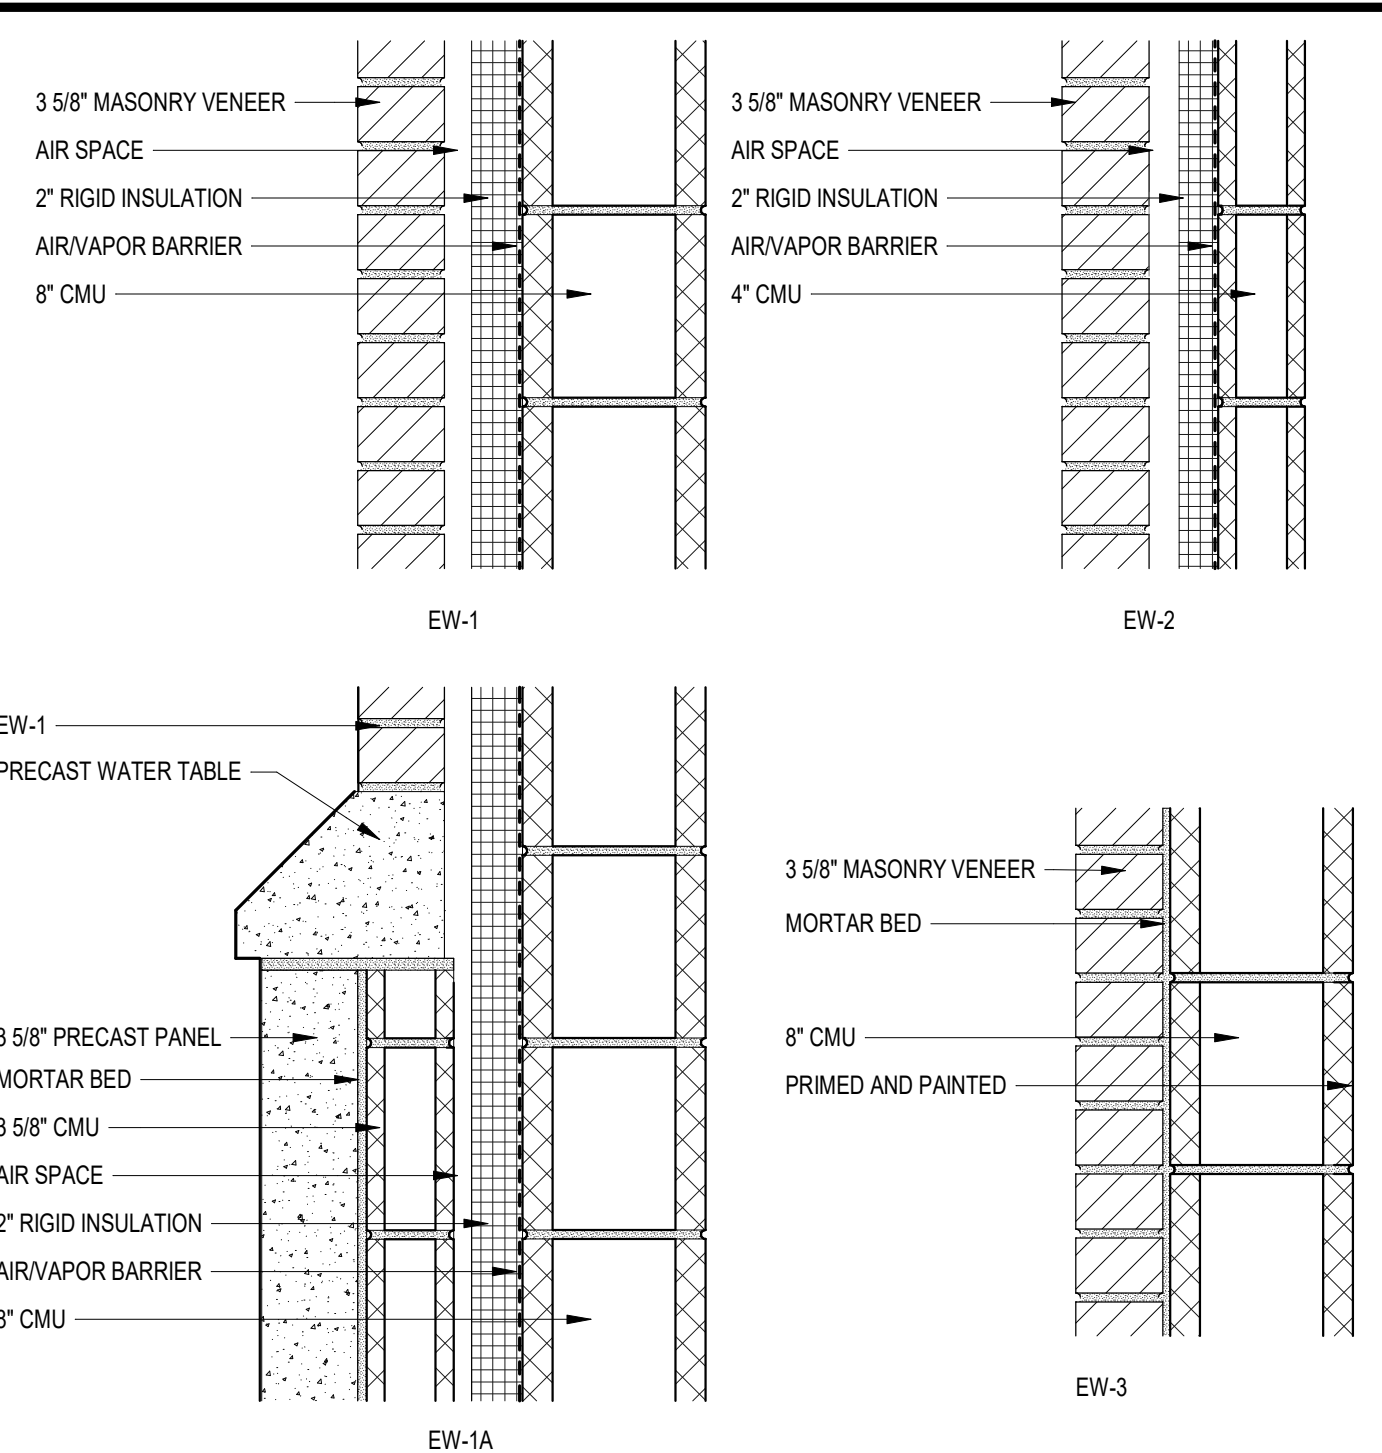 3 5/8" MASONRY VENEER
AIR SPACE
2" RIGID INSULATION
AIR/VAPOR BARRIER
8" CMU
EW-1
3 5/8" MASONRY VENEER
AIR SPACE
2" RIGID INSULATION
AIR/VAPOR BARRIER
4" CMU
EW-2
EW-1
PRECAST WATER TABLE
3 5/8" PRECAST PANEL
MORTAR BED
3 5/8" CMU
AIR SPACE
2" RIGID INSULATION
AIR/VAPOR BARRIER
8" CMU
EW-1A
3 5/8" MASONRY VENEER
MORTAR BED
8" CMU
PRIMED AND PAINTED
EW-3